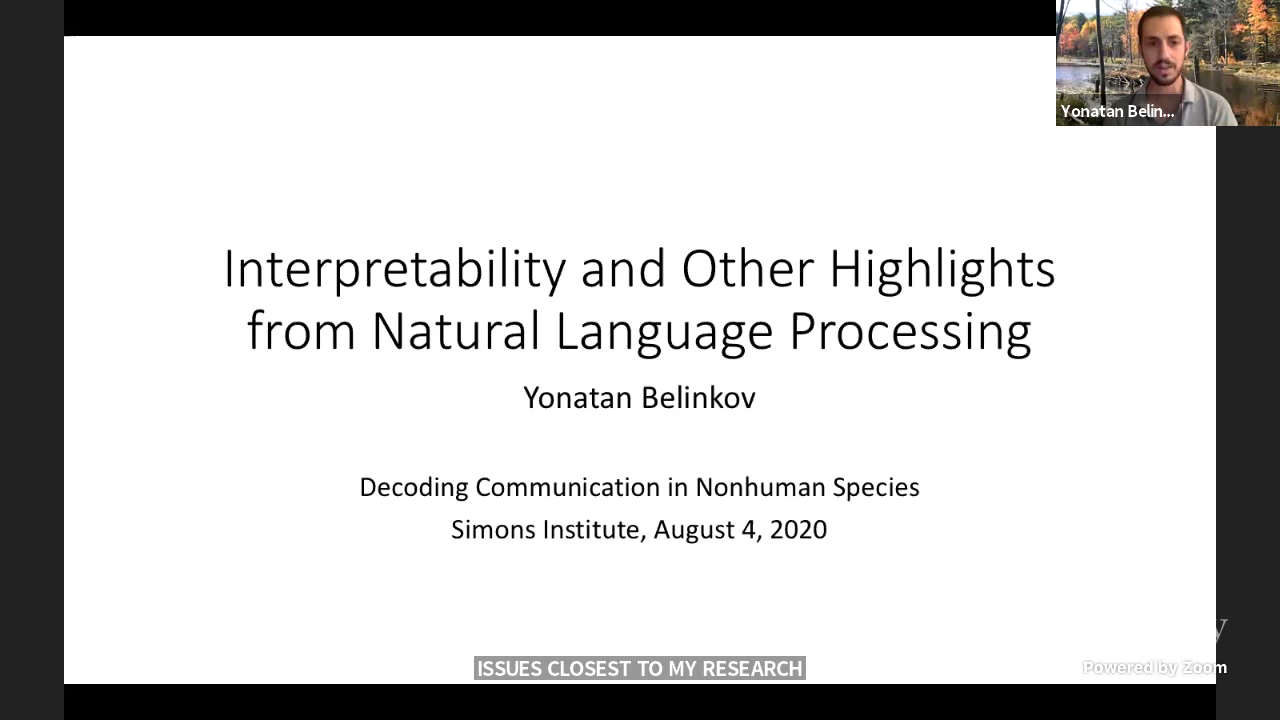 Yonatan Belin...
Interpretability and Other Highlights
from Natural Language Processing
Yonatan Belinkov
Decoding Communication in Nonhuman Species
Simons Institute, August 4, 2020
ISSUES CLOSEST TO MY RESEARCH
y
Powered by Zoom